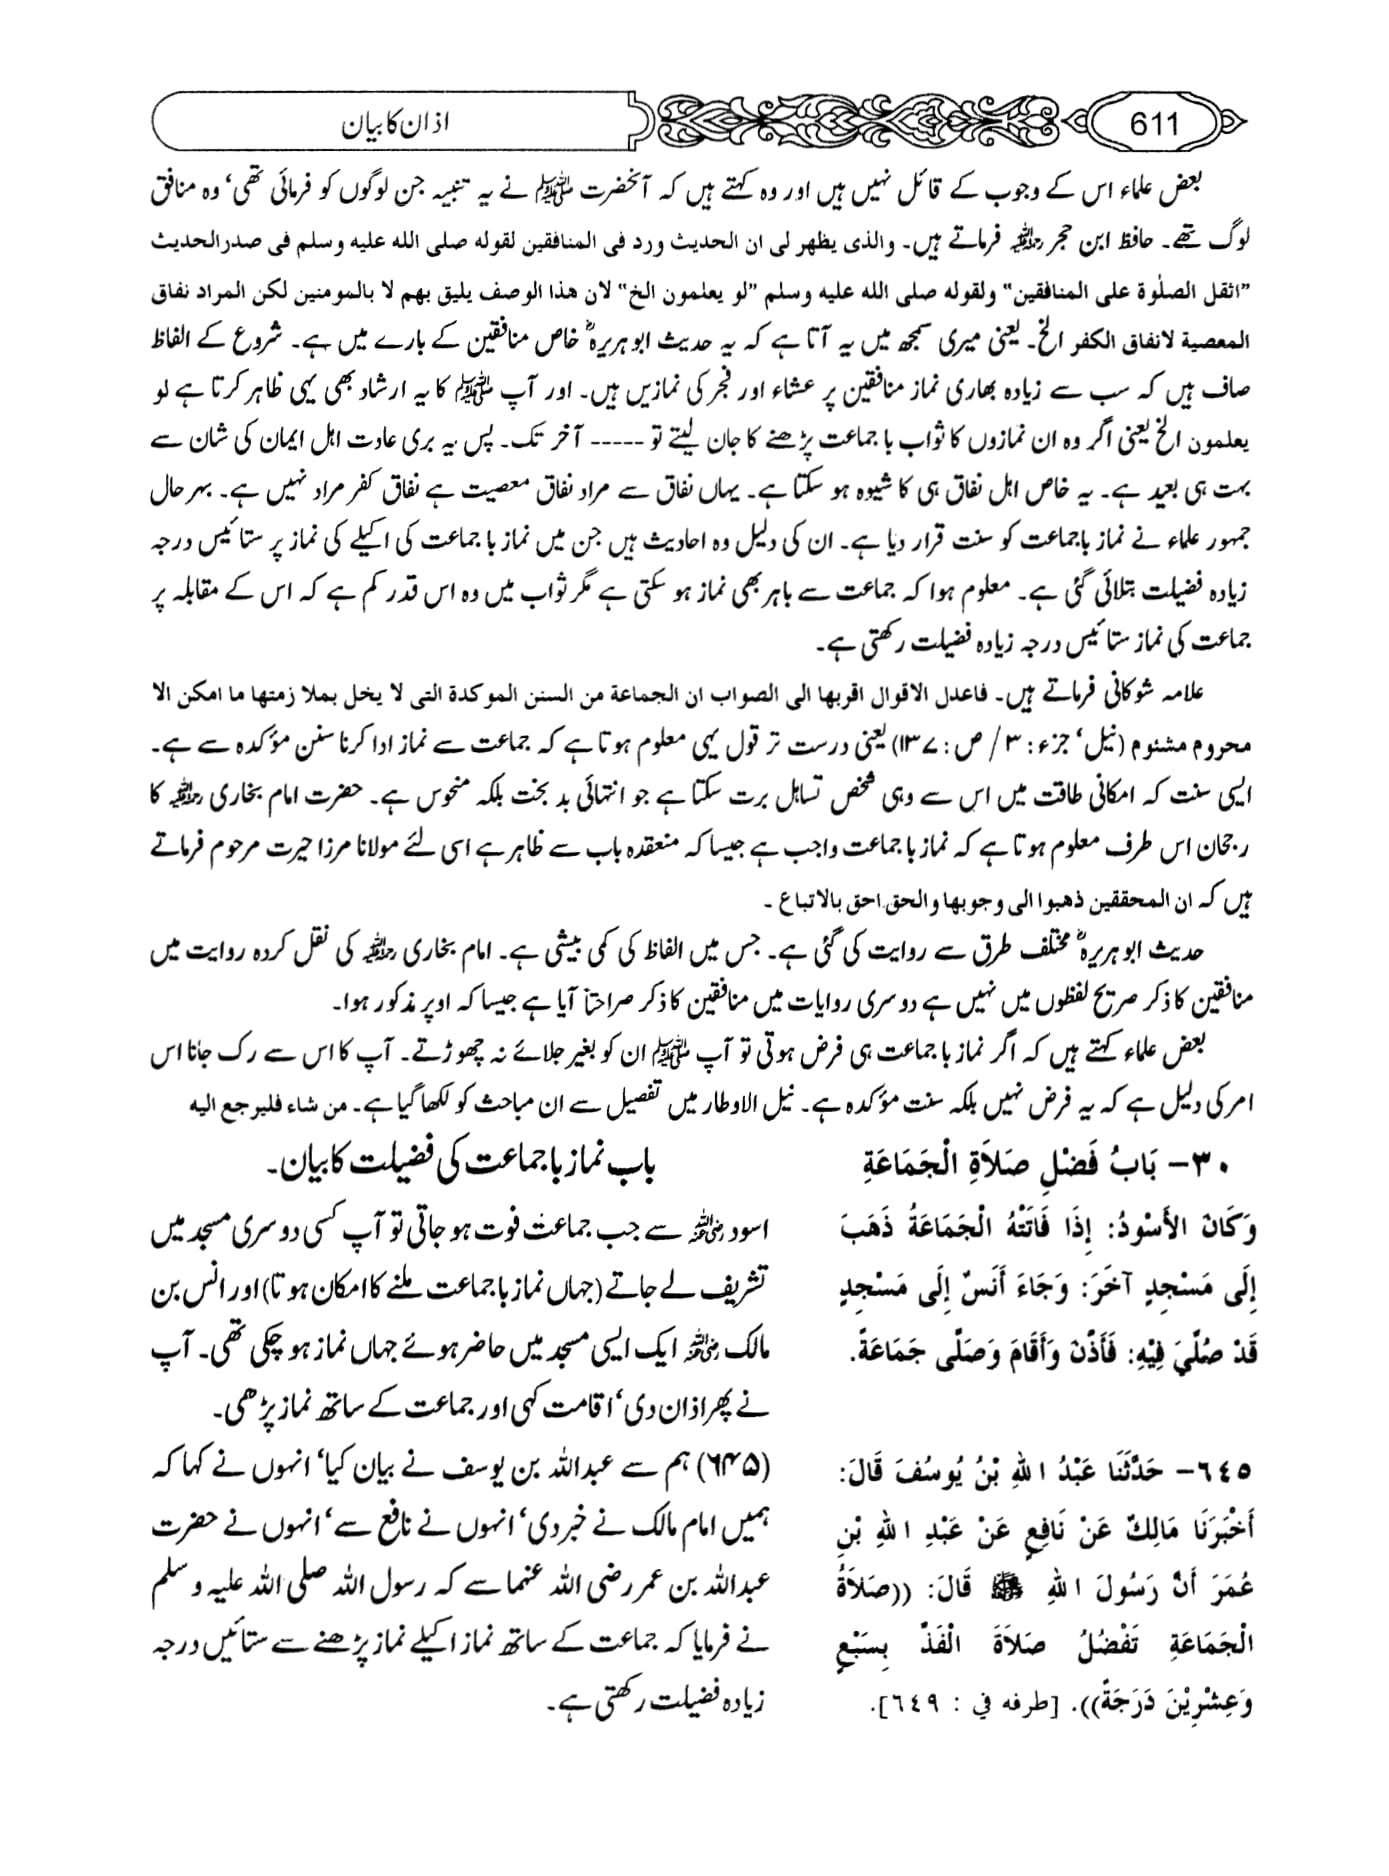 611
اذان کا بیان
بعض علماء اس کے وجوب کے قائل نہیں ہیں اور وہ کہتے ہیں کہ آنحضرت ﷺ نے یہ تنبیہ جن لوگوں کو فرمائی تھی‘ وہ منافق
لوگ تھے۔ حافظ ابن حجر رحمۃ اللہ علیہ فرماتے ہیں۔ والذی یظهر لی ان الحدیث ورد فی المنافقین لقوله صلی الله علیه وسلم فی صدر الحدیث
”اثقل الصلٰوة علی المنافقین“ ولقوله صلی الله علیه وسلم ”لو یعلمون الخ“ لان هذا الوصف یلیق بهم لا بالمومنین لکن المراد نفاق
المعصیة لانفاق الکفر الخ۔ یعنی میری سمجھ میں یہ آتا ہے کہ یہ حدیث ابو ہریرہؓ خاص منافقین کے بارے میں ہے۔ شروع کے الفاظ
صاف ہیں کہ سب سے زیادہ بھاری نماز منافقین پر عشاء اور فجر کی نمازیں ہیں۔ اور آپ ﷺ کا یہ ارشاد بھی یہی ظاہر کرتا ہے لو
یعلمون الخ یعنی اگر وہ ان نمازوں کا ثواب با جماعت پڑھنے کا جان لیتے تو ----- آخر تک۔ پس یہ بری عادت اہل ایمان کی شان سے
بہت ہی بعید ہے۔ یہ خاص اہل نفاق ہی کا شیوہ ہو سکتا ہے۔ یہاں نفاق سے مراد نفاق معصیت ہے نفاق کفر مراد نہیں ہے۔ بہر حال
جمہور علماء نے نماز باجماعت کو سنت قرار دیا ہے۔ ان کی دلیل وہ احادیث ہیں جن میں نماز با جماعت کی اکیلے کی نماز پر ستائیس درجہ
زیادہ فضیلت بتلائی گئی ہے۔ معلوم ہوا کہ جماعت سے باہر بھی نماز ہو سکتی ہے مگر ثواب میں وہ اس قدر کم ہے کہ اس کے مقابلہ پر
جماعت کی نماز ستائیس درجہ زیادہ فضیلت رکھتی ہے۔
علامہ شوکانی فرماتے ہیں۔ فاعدل الاقوال اقربها الی الصواب ان الجماعة من السنن الموکدة التی لا یخل بملا زمتها ما امکن الا
محروم مشئوم (نیل‘ جزء: ۳ / ص: ۱۳۷) یعنی درست تر قول یہی معلوم ہوتا ہے کہ جماعت سے نماز ادا کرنا سنن مؤکدہ سے ہے۔
ایسی سنت کہ امکانی طاقت میں اس سے وہی شخص تساہل برت سکتا ہے جو انتہائی بد بخت بلکہ منحوس ہے۔ حضرت امام بخاری رحمۃ اللہ علیہ کا
رجحان اس طرف معلوم ہوتا ہے کہ نماز با جماعت واجب ہے جیسا کہ منعقدہ باب سے ظاہر ہے اسی لئے مولانا مرزا حیرت مرحوم فرماتے
ہیں کہ ان المحققین ذهبوا الی وجوبها والحق احق بالاتباع ۔
حدیث ابو ہریرہؓ مختلف طرق سے روایت کی گئی ہے۔ جس میں الفاظ کی کمی بیشی ہے۔ امام بخاری رحمۃ اللہ علیہ کی نقل کردہ روایت میں
منافقین کا ذکر صریح لفظوں میں نہیں ہے دوسری روایات میں منافقین کا ذکر صراحتاً آیا ہے جیسا کہ اوپر مذکور ہوا۔
بعض علماء کہتے ہیں کہ اگر نماز با جماعت ہی فرض ہوتی تو آپ ﷺ ان کو بغیر جلائے نہ چھوڑتے۔ آپ کا اس سے رک جانا اس
امر کی دلیل ہے کہ یہ فرض نہیں بلکہ سنت مؤکدہ ہے۔ نیل الاوطار میں تفصیل سے ان مباحث کو لکھا گیا ہے۔ من شاء فلیرجع الیه
۳۰- بَابُ فَضْلِ صَلاَةِ الْجَمَاعَةِ
وَكَانَ الأَسْوَدُ: إِذَا فَاتَتْهُ الْجَمَاعَةُ ذَهَبَ
إِلَى مَسْجِدٍ آخَرَ: وَجَاءَ أَنَسٌ إِلَى مَسْجِدٍ
قَدْ صُلِّيَ فِيْهِ: فَأَذَّنَ وَأَقَامَ وَصَلَّى جَمَاعَةً.
٦٤٥- حَدَّثَنَا عَبْدُ اللهِ بْنُ يُوسُفَ قَالَ:
أَخْبَرَنَا مَالِكٌ عَنْ نَافِعٍ عَنْ عَبْدِ اللهِ بْنِ
عُمَرَ أَنَّ رَسُولَ اللهِ ﷺ قَالَ: ((صَلاَةُ
الْجَمَاعَةِ تَفْضُلُ صَلاَةَ الْفَذِّ بِسَبْعٍ
وَعِشْرِيْنَ دَرَجَةً)). [طرفه في : ٦٤٩].
باب نماز با جماعت کی فضیلت کا بیان۔
اسود رضی اللہ عنہ سے جب جماعت فوت ہو جاتی تو آپ کسی دوسری مسجد میں
تشریف لے جاتے (جہاں نماز با جماعت ملنے کا امکان ہوتا) اور انس بن
مالک رضی اللہ عنہ ایک ایسی مسجد میں حاضر ہوئے جہاں نماز ہو چکی تھی۔ آپ
نے پھر اذان دی‘ اقامت کہی اور جماعت کے ساتھ نماز پڑھی۔
(۶۴۵) ہم سے عبداللہ بن یوسف نے بیان کیا‘ انہوں نے کہا کہ
ہمیں امام مالک نے خبر دی‘ انہوں نے نافع سے‘ انہوں نے حضرت
عبداللہ بن عمر رضی اللہ عنما سے کہ رسول اللہ صلی اللہ علیہ و سلم
نے فرمایا کہ جماعت کے ساتھ نماز اکیلے نماز پڑھنے سے ستائیں درجہ
زیادہ فضیلت رکھتی ہے۔